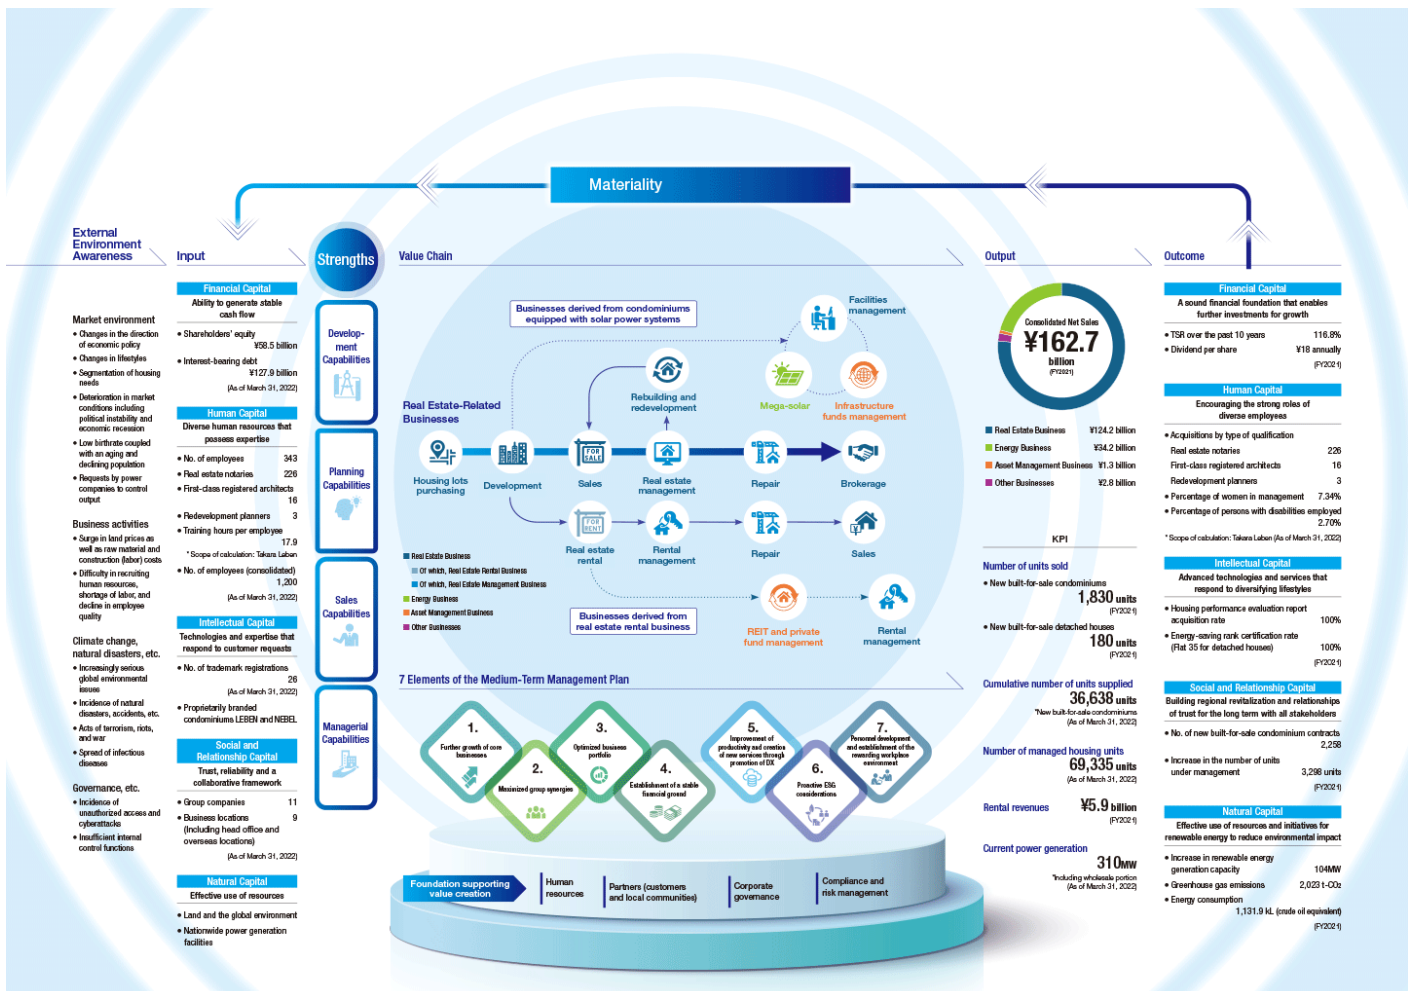 Materiality
External
Environment
Awareness
Market environment
• Changes in the direction
of economic policy
• Changes in lifestyles
• Segmentation of housing
needs
• Deterioration in market
conditions including
political instability and
economic recession
• Low birthrate coupled
with an aging and
declining population
• Requests by power
companies to control
output
Business activities
• Surge in land prices as
well as raw material and
construction (labor) costs
• Difficulty in recruiting
human resources,
shortage of labor, and
decline in employee
quality
Climate change,
natural disasters, etc.
• Increasingly serious
global environmental
issues
• Incidence of natural
disasters, accidents, etc.
• Acts of terrorism, riots,
and war
• Spread of infectious
diseases
Governance, etc.
• Incidence of
unauthorized access and
cyberattacks
• Insufficient internal
control functions
Input
Financial Capital
Ability to generate stable
cash flow
• Shareholders' equity
¥58.5 billion
• Interest-bearing debt
¥127.9 billion
(As of March 31, 2022)
Human Capital
Diverse human resources that
possess expertise
• No. of employees 343
• Real estate notaries 226
• First-class registered architects
16
• Redevelopment planners 3
• Training hours per employee
17.9
* Scope of calculation: Takara Leben
• No. of employees (consolidated)
1,200
(As of March 31, 2022)
Intellectual Capital
Technologies and expertise that
respond to customer requests
• No. of trademark registrations
26
(As of March 31, 2022)
• Proprietarily branded
condominiums LEBEN and NEBEL
Social and
Relationship Capital
Trust, reliability and a
collaborative framework
• Group companies 11
• Business locations 9
(Including head office and
overseas locations)
(As of March 31, 2022)
Natural Capital
Effective use of resources
• Land and the global environment
• Nationwide power generation
facilities
Strengths
Develop-
ment
Capabilities
Planning
Capabilities
Sales
Capabilities
Managerial
Capabilities
Value Chain
Businesses derived from condominiums
equipped with solar power systems
Facilities
management
Mega-solar
Infrastructure
funds management
Rebuilding and
redevelopment
Real Estate-Related
Businesses
Housing lots
purchasing
Development
FOR
SALE
Sales
Real estate
management
Repair
Brokerage
FOR
RENT
Real estate
rental
Rental
management
Repair
¥
Sales
■ Real Estate Business
■ Of which, Real Estate Rental Business
■ Of which, Real Estate Management Business
■ Energy Business
■ Asset Management Business
■ Other Businesses
Businesses derived from
real estate rental business
REIT and private
fund management
Rental
management
7 Elements of the Medium-Term Management Plan
1.
Further growth of core
businesses
2.
Maximized group synergies
3.
Optimized business
portfolio
4.
Establishment of a stable
financial ground
5.
Improvement of
productivity and creation
of new services through
promotion of DX
6.
Proactive ESG
considerations
7.
Personnel development
and establishment of the
rewarding workplace
environment
Foundation supporting
value creation
Human
resources
Partners (customers
and local communities)
Corporate
governance
Compliance and
risk management
Output
Consolidated Net Sales
¥162.7
billion
(FY2021)
■ Real Estate Business ¥124.2 billion
■ Energy Business ¥34.2 billion
■ Asset Management Business ¥1.3 billion
■ Other Businesses ¥2.8 billion
KPI
Number of units sold
• New built-for-sale condominiums
1,830 units
(FY2021)
• New built-for-sale detached houses
180 units
(FY2021)
Cumulative number of units supplied
36,638 units
*New built-for-sale condominiums
(As of March 31, 2022)
Number of managed housing units
69,335 units
(As of March 31, 2022)
Rental revenues ¥5.9 billion
(FY2021)
Current power generation
310MW
*Including wholesale portion
(As of March 31, 2022)
Outcome
Financial Capital
A sound financial foundation that enables
further investments for growth
• TSR over the past 10 years 116.8%
• Dividend per share ¥18 annually
(FY2021)
Human Capital
Encouraging the strong roles of
diverse employees
• Acquisitions by type of qualification
Real estate notaries 226
First-class registered architects 16
Redevelopment planners 3
• Percentage of women in management 7.34%
• Percentage of persons with disabilities employed
2.70%
* Scope of calculation: Takara Leben (As of March 31, 2022)
Intellectual Capital
Advanced technologies and services that
respond to diversifying lifestyles
• Housing performance evaluation report
acquisition rate 100%
• Energy-saving rank certification rate
(Flat 35 for detached houses) 100%
(FY2021)
Social and Relationship Capital
Building regional revitalization and relationships
of trust for the long term with all stakeholders
• No. of new built-for-sale condominium contracts
2,258
• Increase in the number of units
under management 3,298 units
(FY2021)
Natural Capital
Effective use of resources and initiatives for
renewable energy to reduce environmental impact
• Increase in renewable energy
generation capacity 104MW
• Greenhouse gas emissions 2,023 t-CO₂
• Energy consumption
1,131.9 kL (crude oil equivalent)
(FY2021)